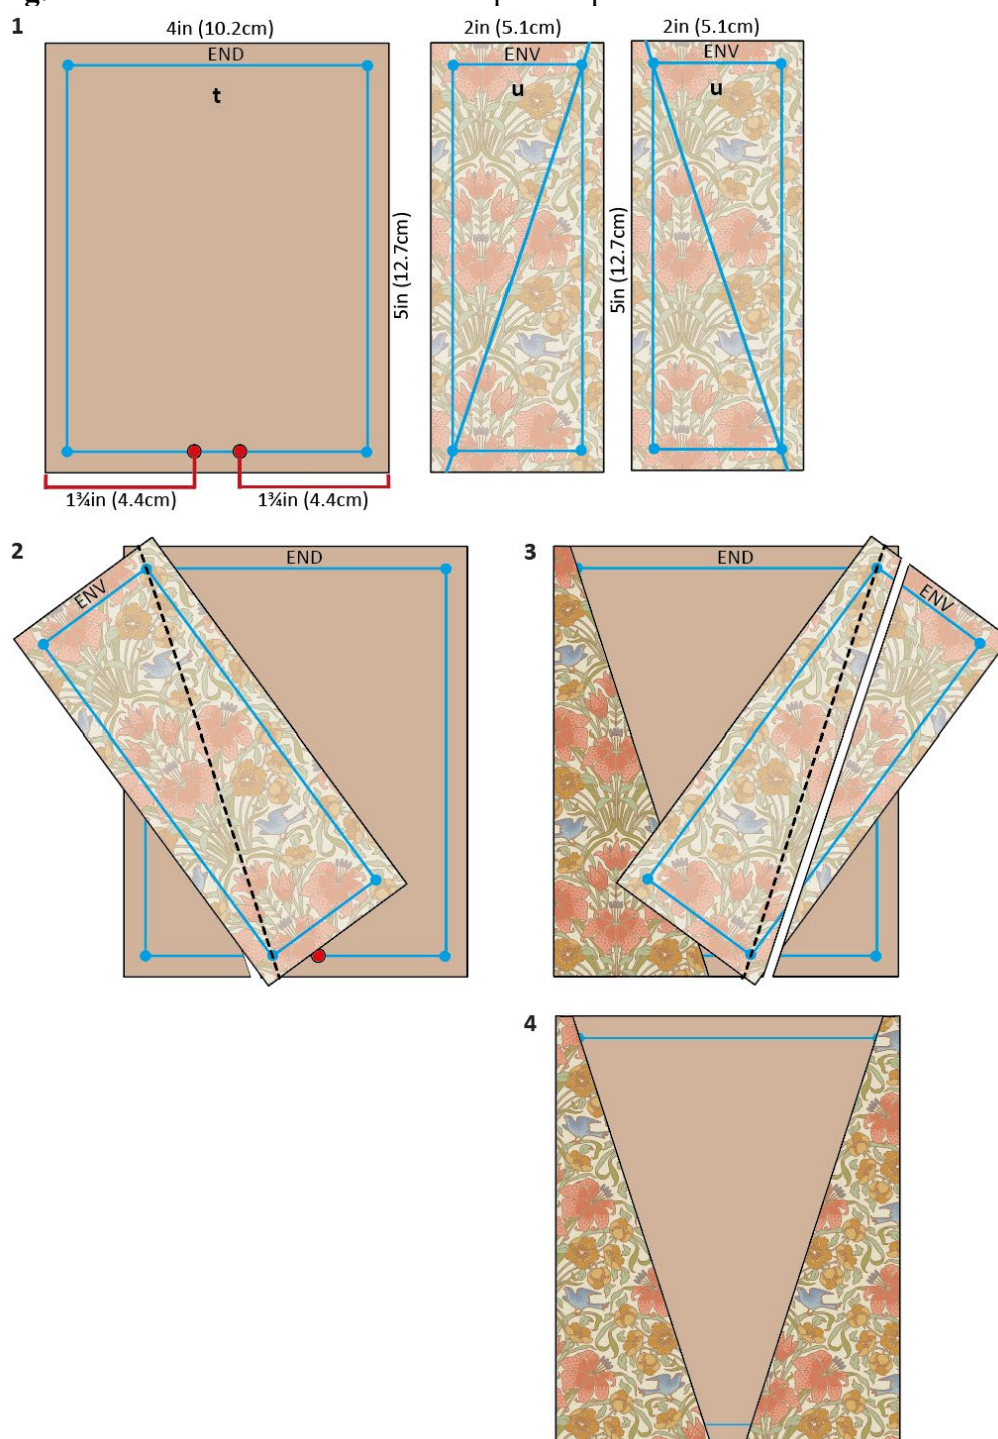 1
4in (10.2cm)
END
t
5in (12.7cm)
1¾in (4.4cm)
1¾in (4.4cm)
2in (5.1cm)
ENV
u
5in (12.7cm)
2in (5.1cm)
ENV
u
2
END
ENV
3
END
ENV
4